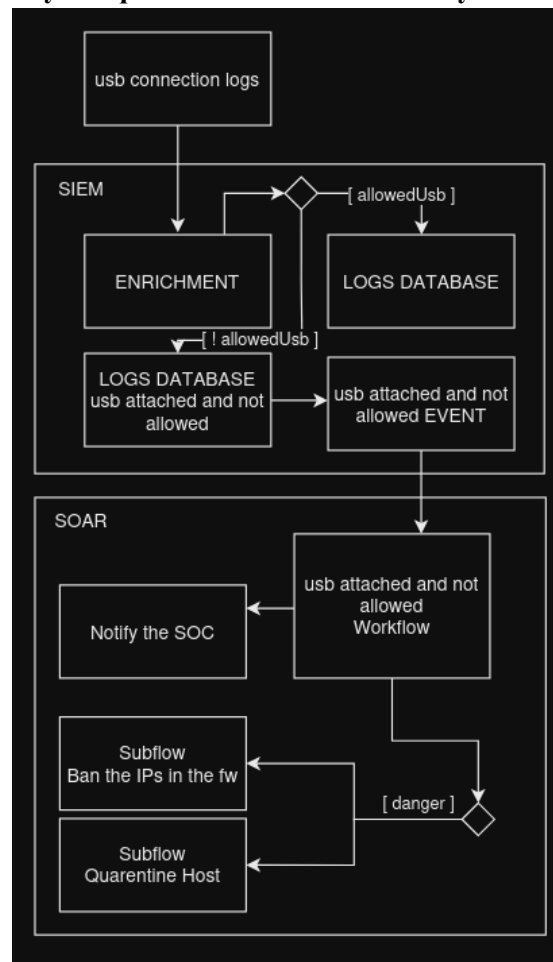 usb connection logs
SIEM
[ allowedUsb ]
ENRICHMENT
LOGS DATABASE
[ ! allowedUsb ]
LOGS DATABASE
usb attached and not
allowed
usb attached and not
allowed EVENT
SOAR
usb attached and not
allowed
Workflow
Notify the SOC
Subflow
Ban the IPs in the fw
[ danger ]
Subflow
Quarentine Host